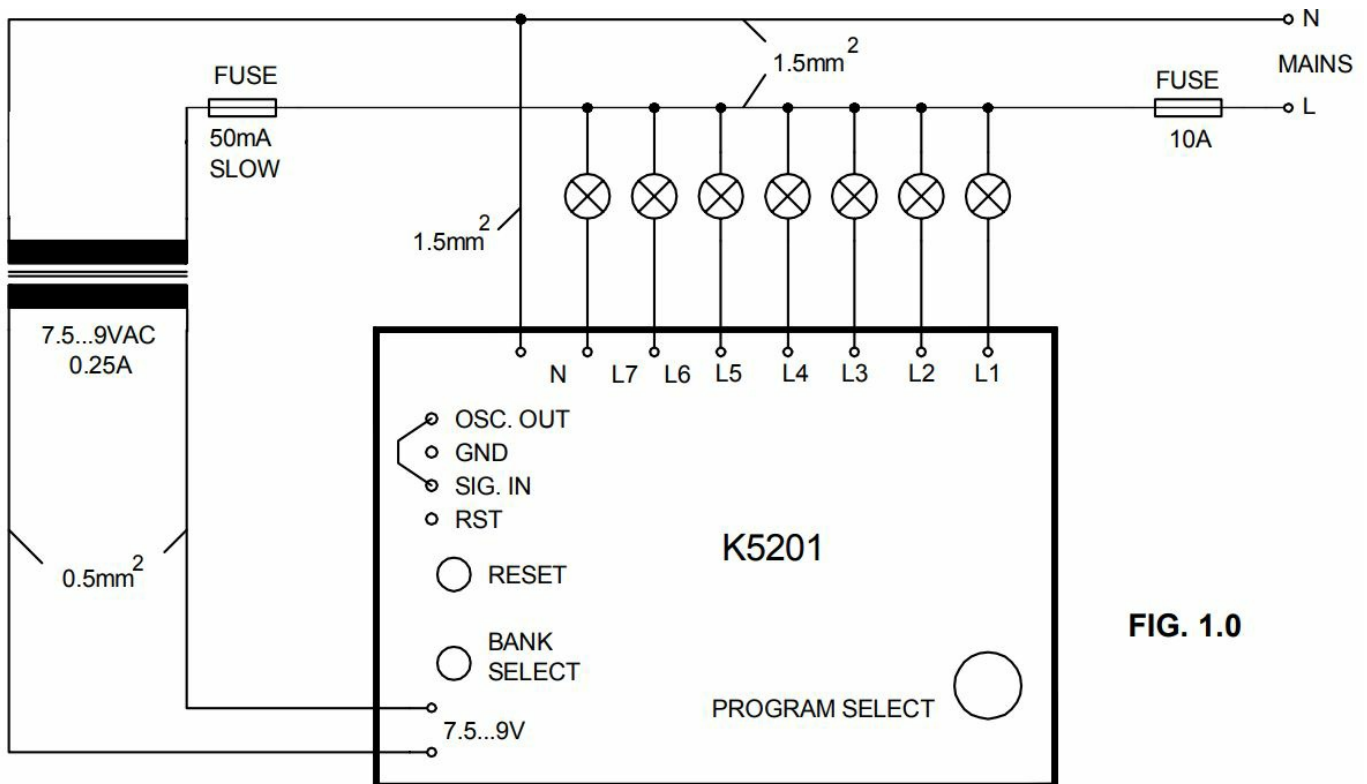 N
1.5mm²
MAINS
FUSE
FUSE
L
50mA
SLOW
10A
1.5mm²
7.5...9VAC
0.25A
N L7 L6 L5 L4 L3 L2 L1
OSC. OUT
GND
SIG. IN
RST
K5201
RESET
0.5mm²
FIG. 1.0
BANK
SELECT
PROGRAM SELECT
7.5...9V